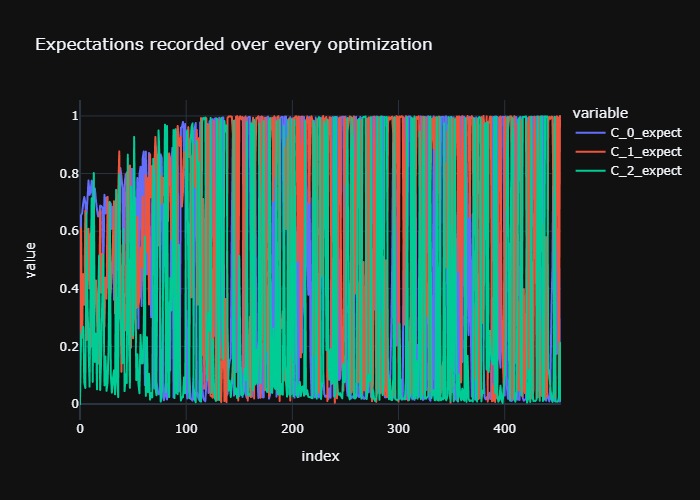 Expectations recorded over every optimization
variable
C_0_expect
C_1_expect
C_2_expect
value
1
0.8
0.6
0.4
0.2
0
0 100 200 300 400
index